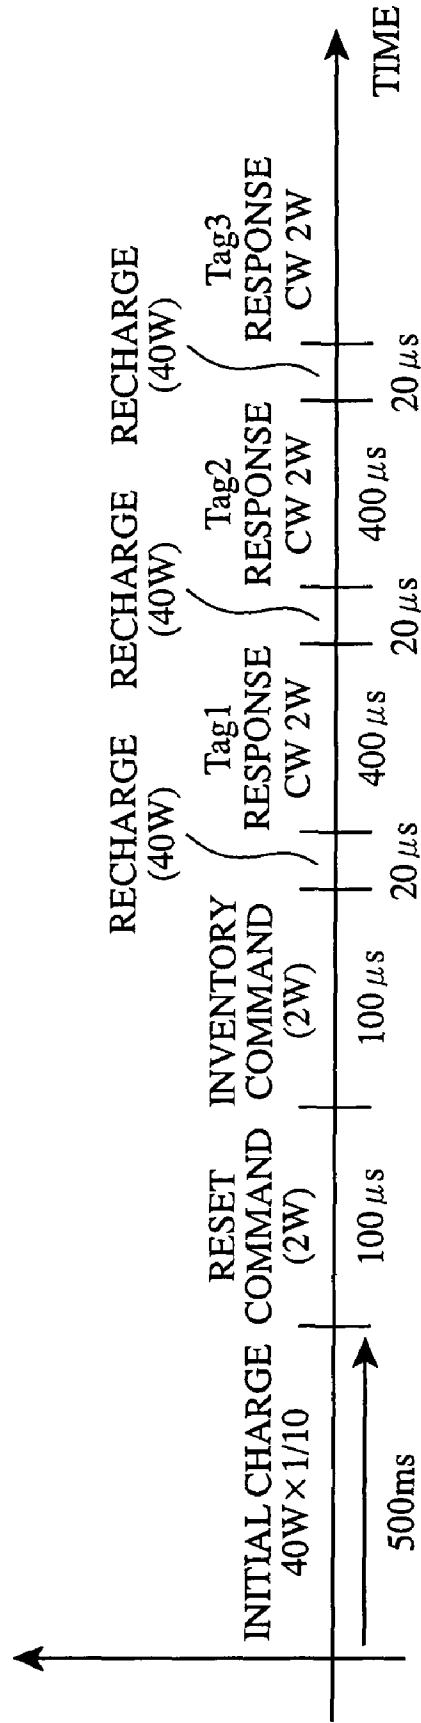 INITIAL CHARGE
40W×1/10
500ms
RESET
COMMAND
(2W)
100μs
INVENTORY
COMMAND
(2W)
100μs
RECHARGE
(40W)
20μs
Tag1
RESPONSE
CW 2W
400μs
RECHARGE
(40W)
20μs
Tag2
RESPONSE
CW 2W
400μs
RECHARGE
(40W)
20μs
Tag3
RESPONSE
CW 2W
TIME